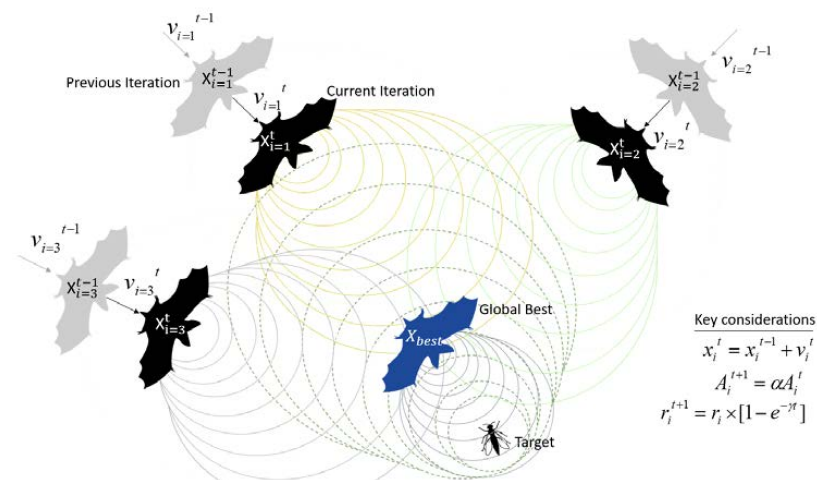 v_{i=1}^{t-1}
v_{i=2}^{t-1}
Previous Iteration
X_{i=1}^{t-1}
X_{i=2}^{t-1}
v_{i=1}^{t}
Current Iteration
X_{i=1}^{t}
X_{i=2}^{t}
v_{i=2}^{t}
v_{i=3}^{t-1}
X_{i=3}^{t-1}
v_{i=3}^{t}
X_{i=3}^{t}
Global Best
X_{best}
Key considerations
x_i^t = x_i^{t-1} + v_i^t
A_i^{t+1} = αA_i^t
r_i^{t+1} = r_i × [1 − e^{−γt}]
Target